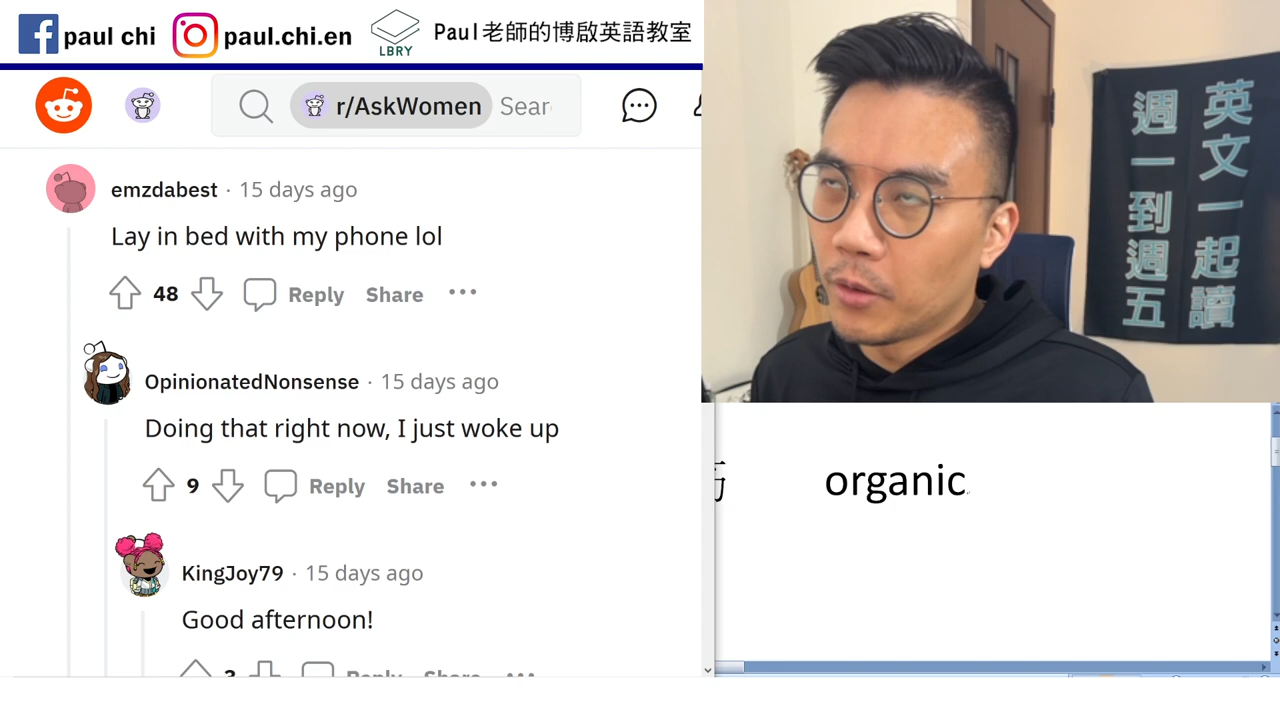 paul chi
paul.chi.en
LBRY
Paul老師的博啟英語教室
r/AskWomen
Sear
emzdabest · 15 days ago
Lay in bed with my phone lol
48 Reply Share
OpinionatedNonsense · 15 days ago
Doing that right now, I just woke up
9 Reply Share
KingJoy79 · 15 days ago
Good afternoon!
Reply Share
英文一起讀
週一到週五
organic